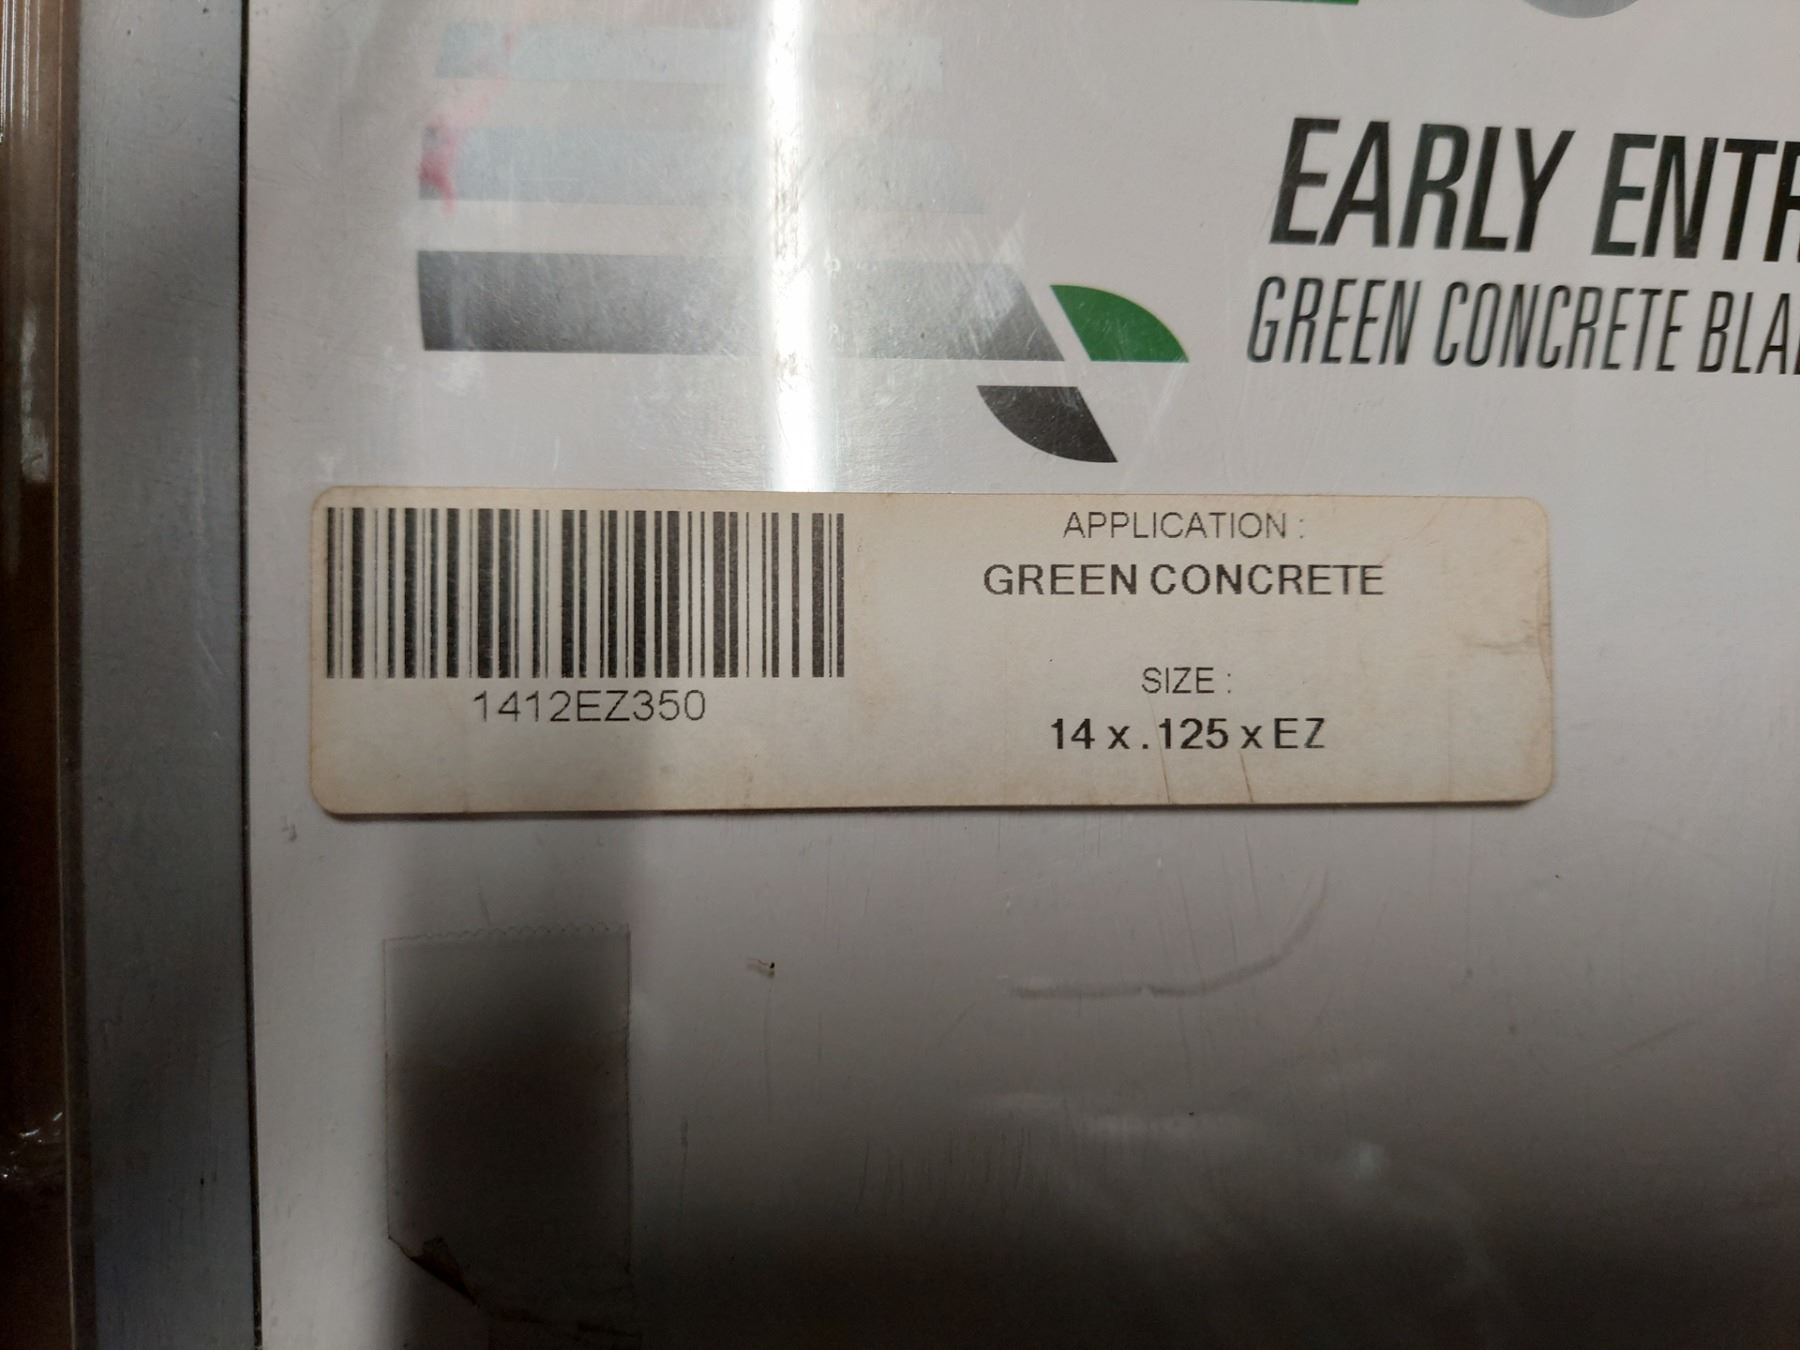 EARLY ENTR
GREEN CONCRETE BLA
1412EZ350
APPLICATION :
GREEN CONCRETE
SIZE :
14 x .125 x EZ